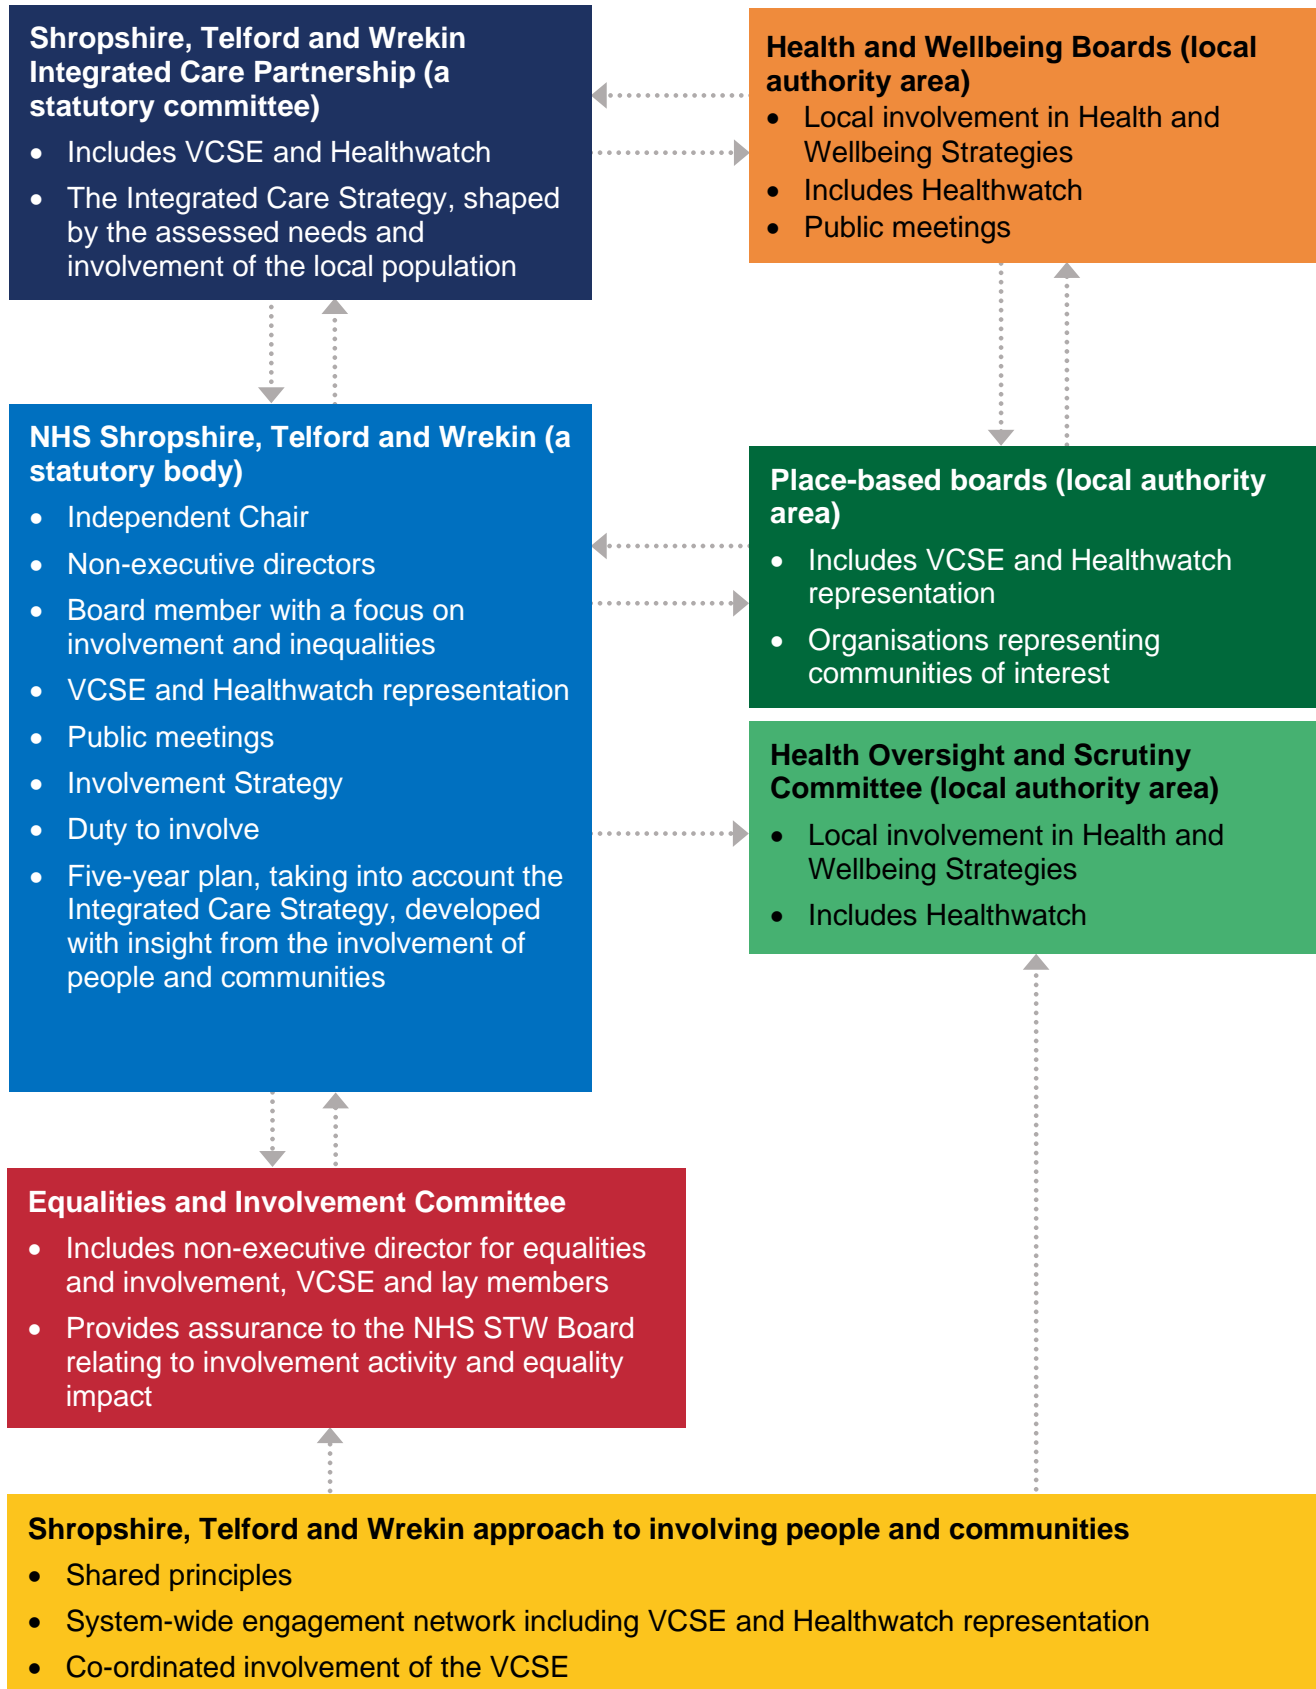 Shropshire, Telford and Wrekin
Integrated Care Partnership (a
statutory committee)
• Includes VCSE and Healthwatch
• The Integrated Care Strategy, shaped
by the assessed needs and
involvement of the local population
Health and Wellbeing Boards (local
authority area)
• Local involvement in Health and
Wellbeing Strategies
• Includes Healthwatch
• Public meetings
NHS Shropshire, Telford and Wrekin (a
statutory body)
• Independent Chair
• Non-executive directors
• Board member with a focus on
involvement and inequalities
• VCSE and Healthwatch representation
• Public meetings
• Involvement Strategy
• Duty to involve
• Five-year plan, taking into account the
Integrated Care Strategy, developed
with insight from the involvement of
people and communities
Place-based boards (local authority
area)
• Includes VCSE and Healthwatch
representation
• Organisations representing
communities of interest
Health Oversight and Scrutiny
Committee (local authority area)
• Local involvement in Health and
Wellbeing Strategies
• Includes Healthwatch
Equalities and Involvement Committee
• Includes non-executive director for equalities
and involvement, VCSE and lay members
• Provides assurance to the NHS STW Board
relating to involvement activity and equality
impact
Shropshire, Telford and Wrekin approach to involving people and communities
• Shared principles
• System-wide engagement network including VCSE and Healthwatch representation
• Co-ordinated involvement of the VCSE